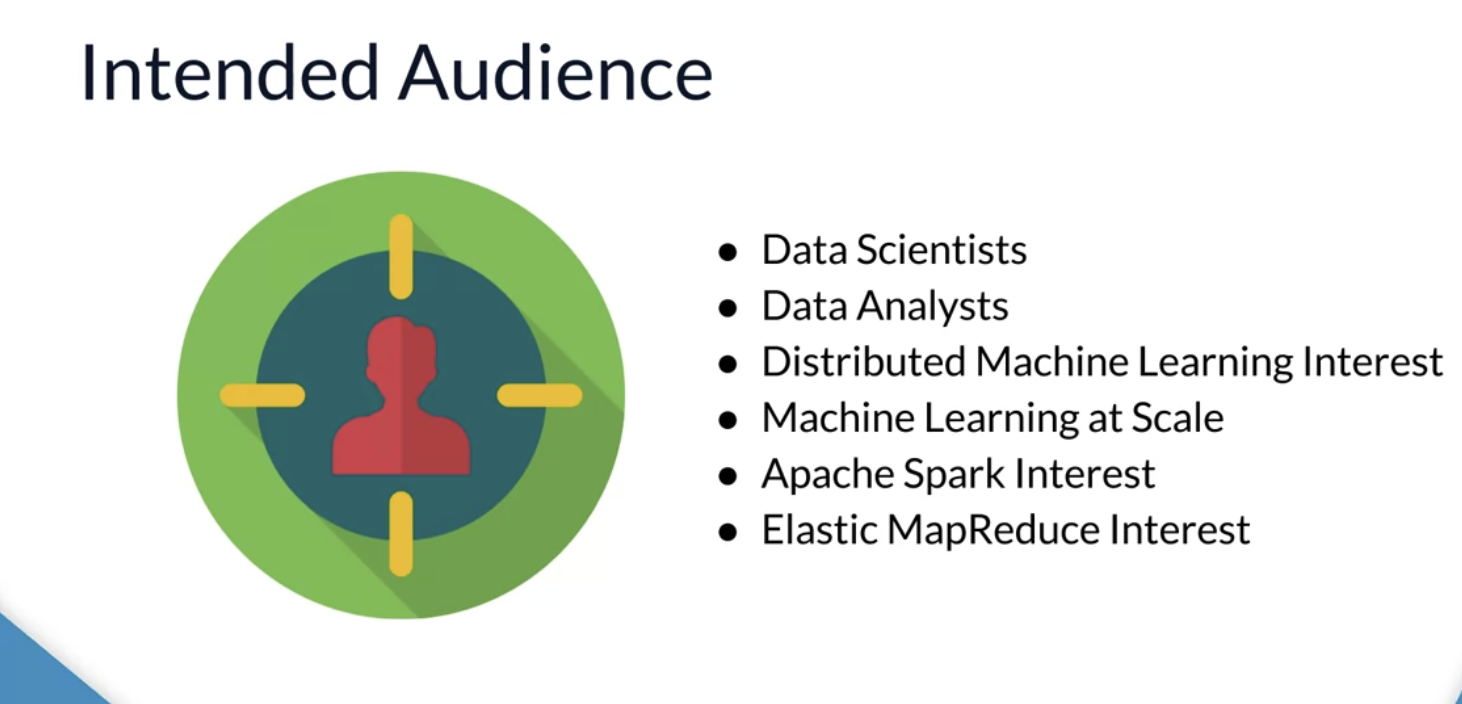 Intended Audience
● Data Scientists
● Data Analysts
● Distributed Machine Learning Interest
● Machine Learning at Scale
● Apache Spark Interest
● Elastic MapReduce Interest